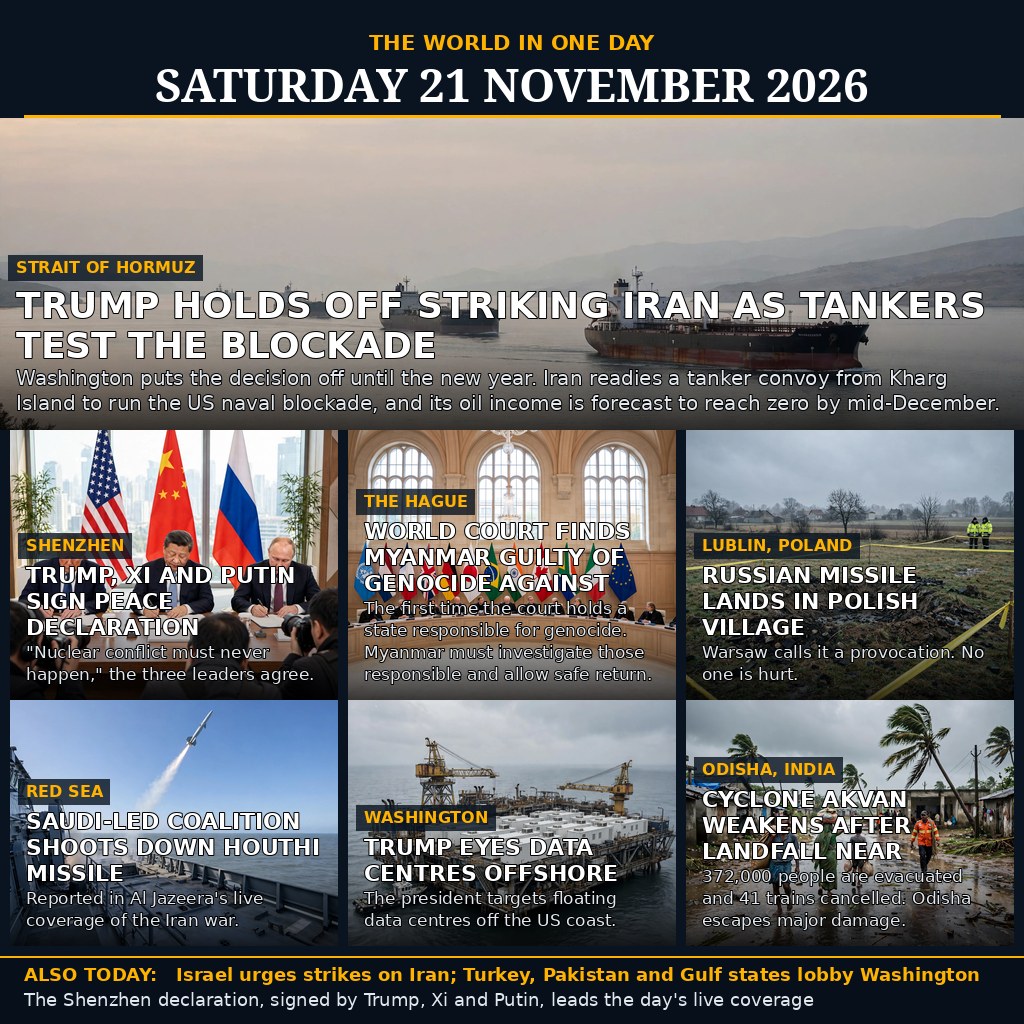 THE WORLD IN ONE DAY
SATURDAY 21 NOVEMBER 2026
STRAIT OF HORMUZ
TRUMP HOLDS OFF STRIKING IRAN AS TANKERS
TEST THE BLOCKADE
Washington puts the decision off until the new year. Iran readies a tanker convoy from Kharg
Island to run the US naval blockade, and its oil income is forecast to reach zero by mid-December.
SHENZHEN
TRUMP, XI AND PUTIN
SIGN PEACE
DECLARATION
"Nuclear conflict must never
happen," the three leaders agree.
THE HAGUE
WORLD COURT FINDS
MYANMAR GUILTY OF
GENOCIDE AGAINST
The first time the court holds a
state responsible for genocide.
Myanmar must investigate those
responsible and allow safe return.
LUBLIN, POLAND
RUSSIAN MISSILE
LANDS IN POLISH
VILLAGE
Warsaw calls it a provocation. No
one is hurt.
RED SEA
SAUDI-LED COALITION
SHOOTS DOWN HOUTHI
MISSILE
Reported in Al Jazeera's live
coverage of the Iran war.
WASHINGTON
TRUMP EYES DATA
CENTRES OFFSHORE
The president targets floating
data centres off the US coast.
ODISHA, INDIA
CYCLONE AKVAN
WEAKENS AFTER
LANDFALL NEAR
372,000 people are evacuated
and 41 trains cancelled. Odisha
escapes major damage.
ALSO TODAY: Israel urges strikes on Iran; Turkey, Pakistan and Gulf states lobby Washington
The Shenzhen declaration, signed by Trump, Xi and Putin, leads the day's live coverage